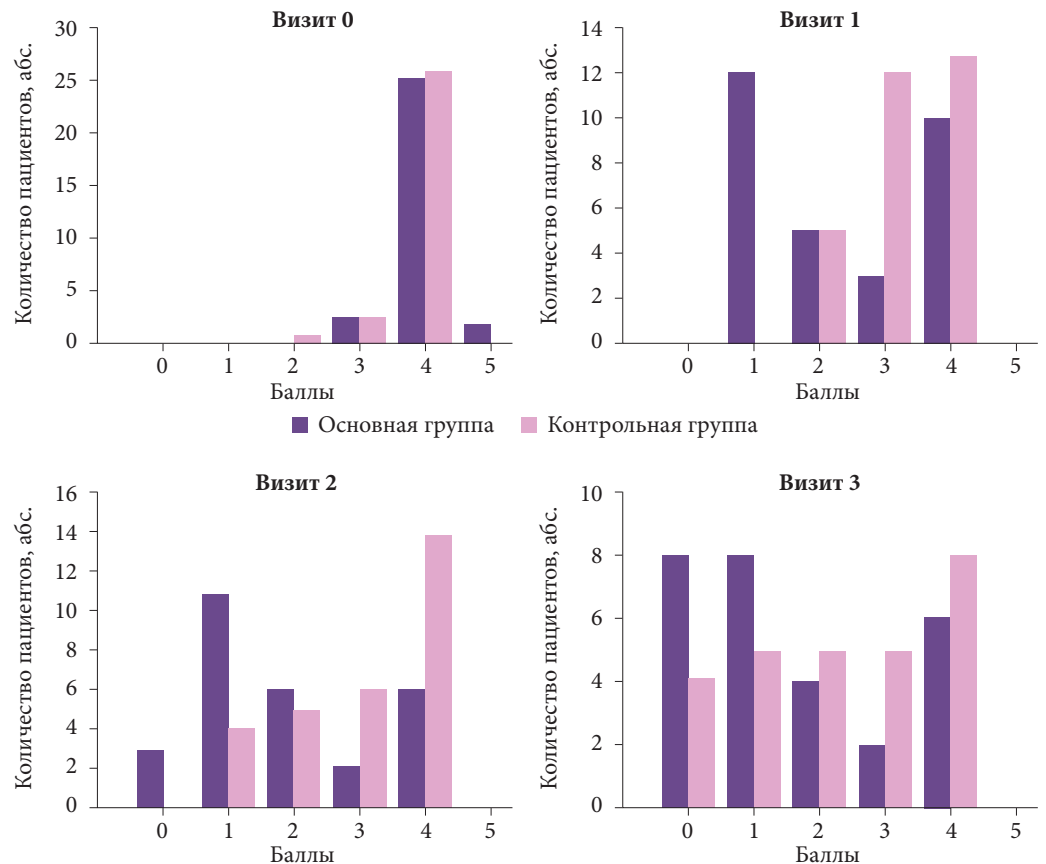 Визит 0
Количество пациентов, абс.
30
25
20
15
10
5
0
0 1 2 3 4 5
Баллы
Визит 1
Количество пациентов, абс.
14
12
10
8
6
4
2
0
0 1 2 3 4 5
Баллы
Основная группа Контрольная группа
Визит 2
Количество пациентов, абс.
16
14
12
10
8
6
4
2
0
0 1 2 3 4 5
Баллы
Визит 3
Количество пациентов, абс.
10
8
6
4
2
0
0 1 2 3 4 5
Баллы